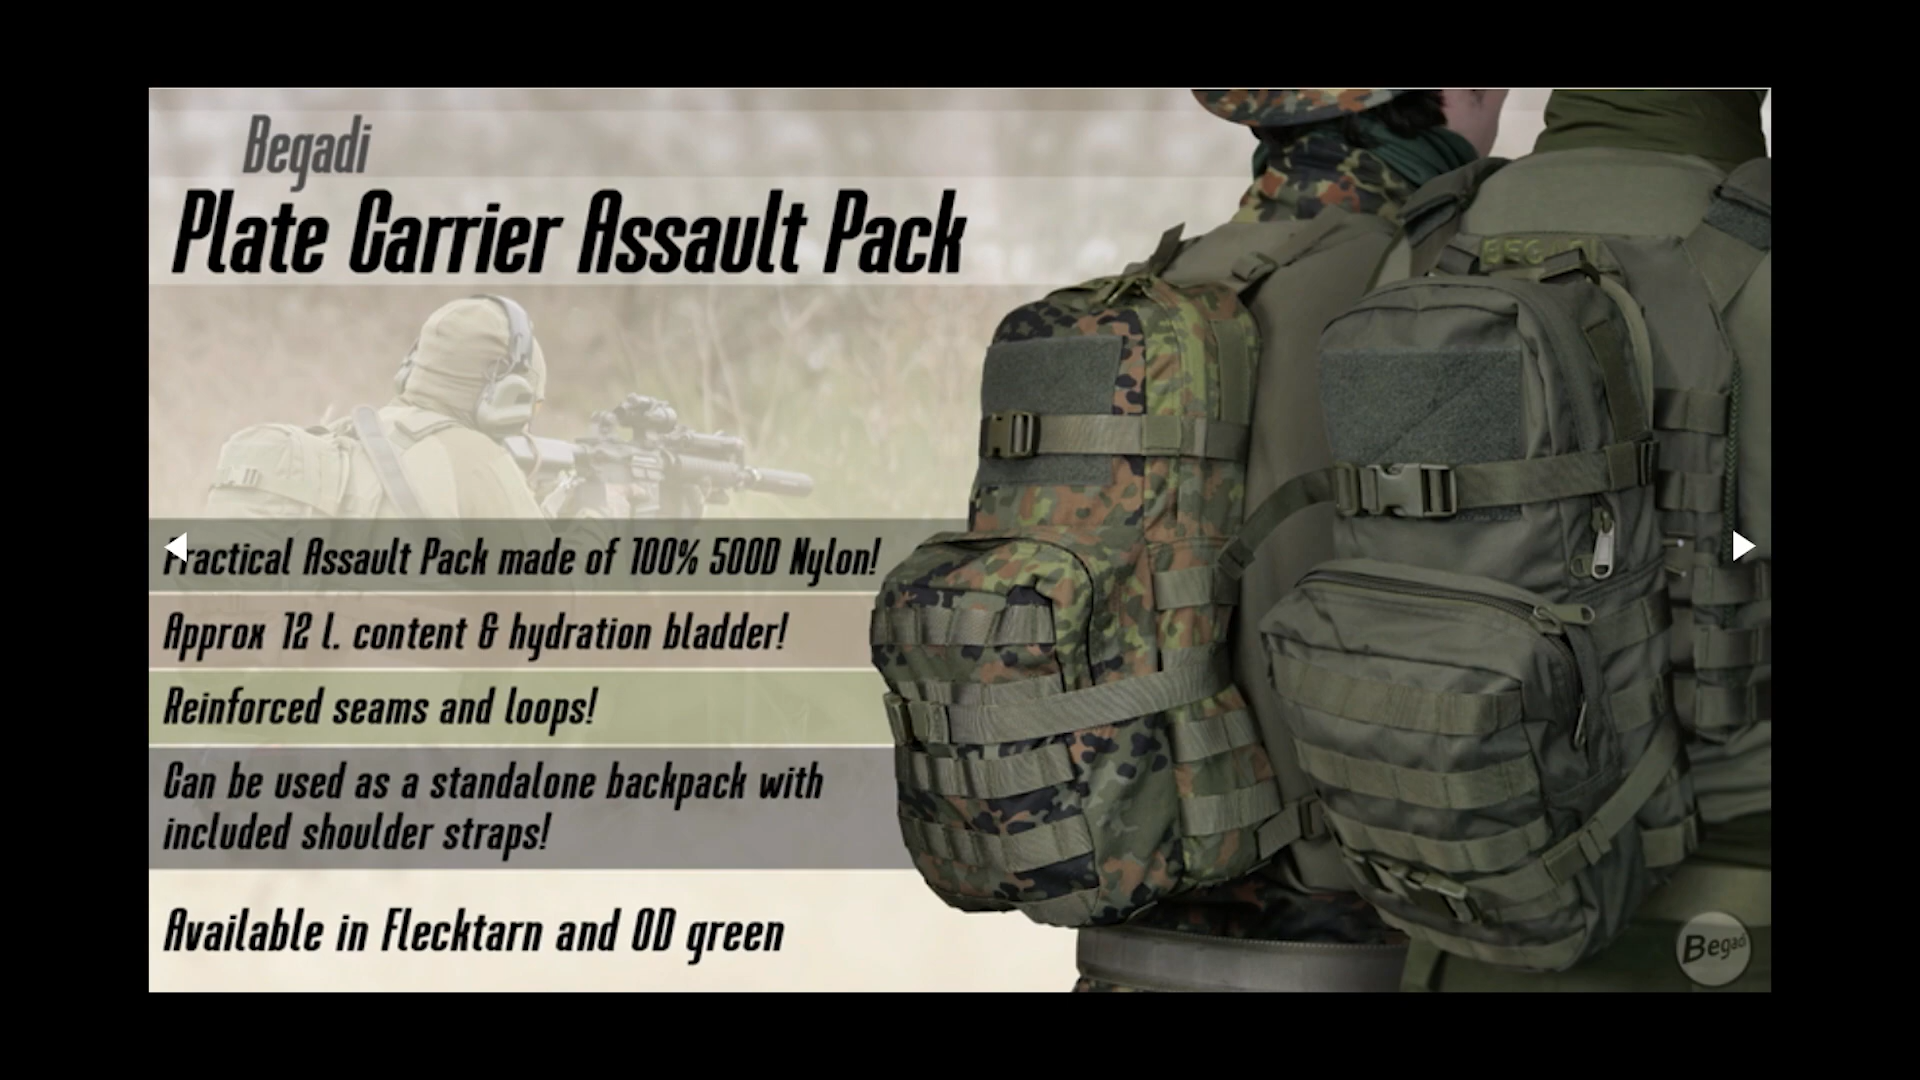 Begadi
Plate Carrier Assault Pack
BEGADI
Practical Assault Pack made of 100% 500D Nylon!
Approx 12 l. content & hydration bladder!
Reinforced seams and loops!
Can be used as a standalone backpack with
included shoulder straps!
Available in Flecktarn and OD green
Begadi